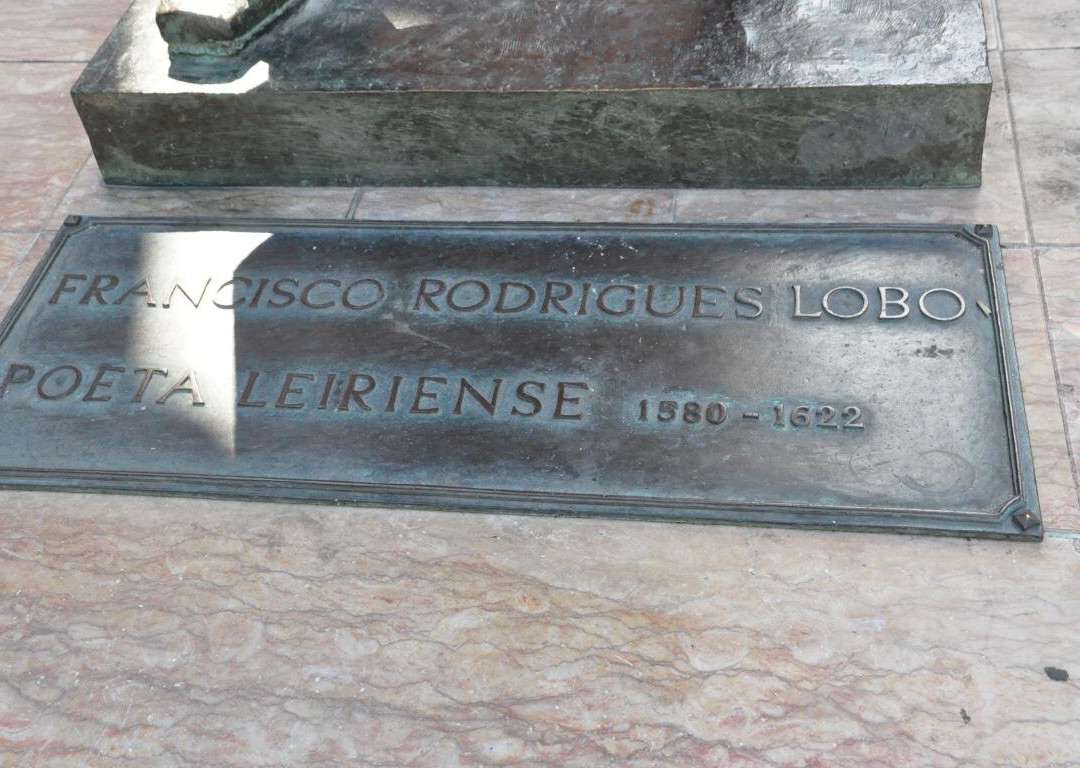 FRANCISCO RODRIGUES LOBO
POETA LEIRIENSE 1580 - 1622